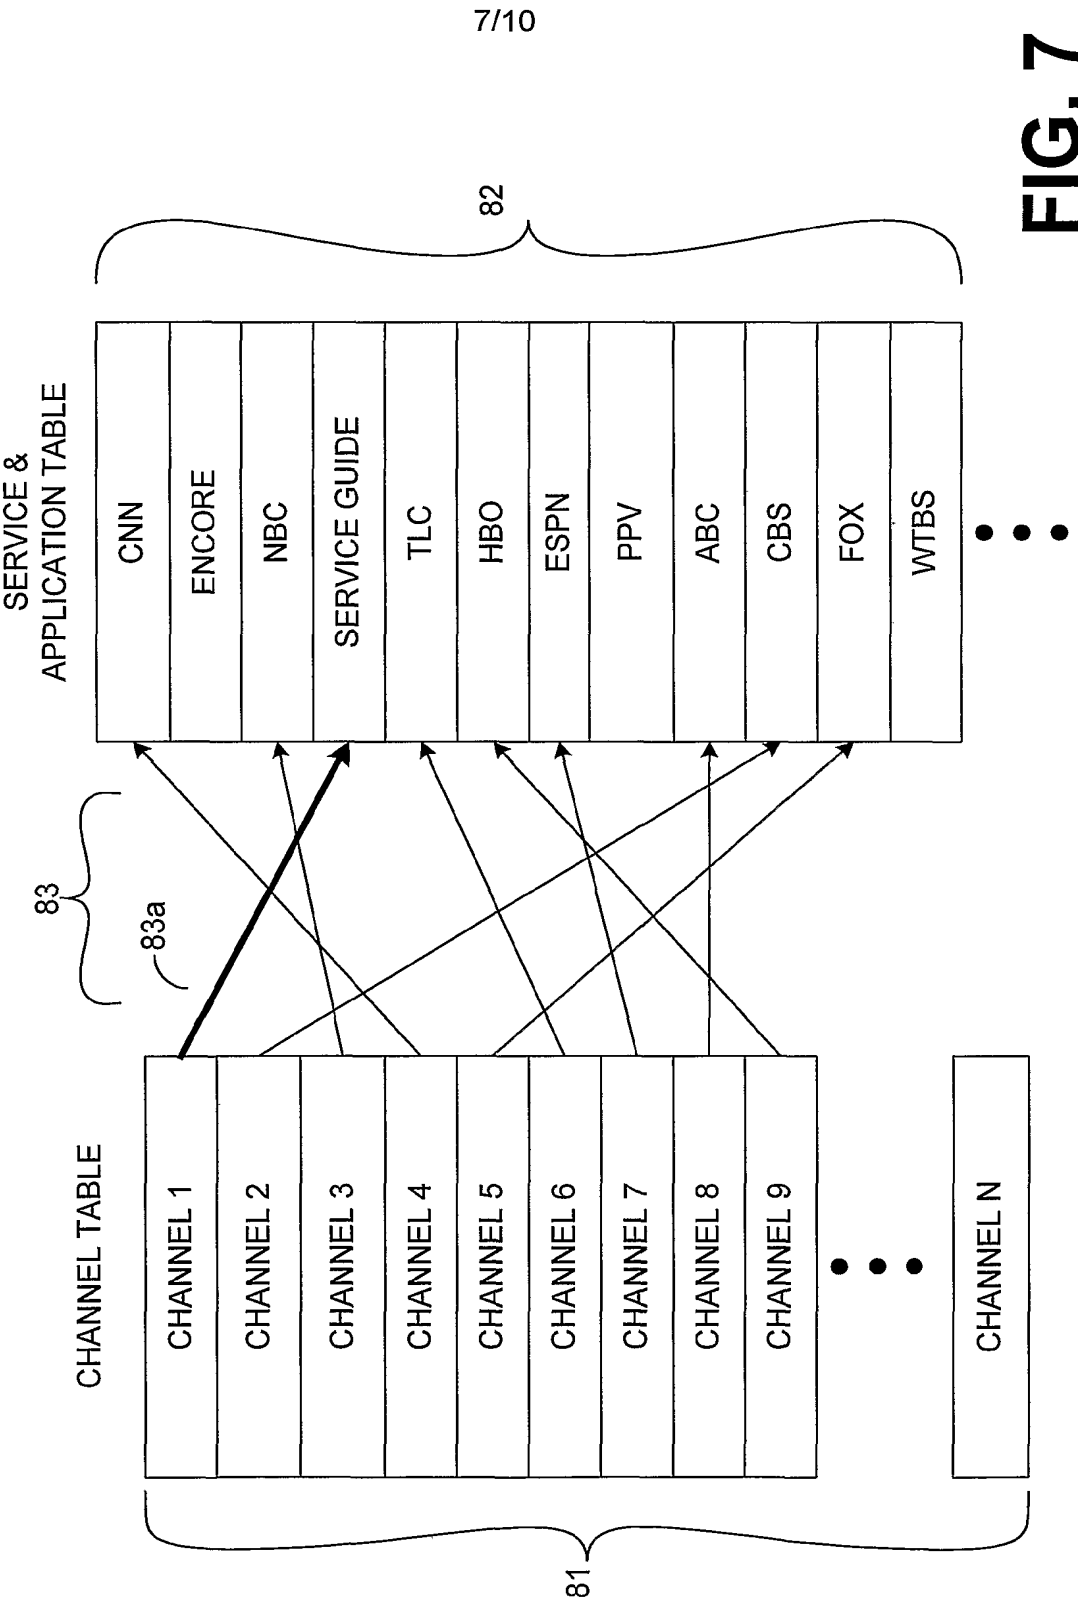 7/10
CHANNEL TABLE
CHANNEL 1
CHANNEL 2
CHANNEL 3
CHANNEL 4
CHANNEL 5
CHANNEL 6
CHANNEL 7
CHANNEL 8
CHANNEL 9
CHANNEL N
81
83
83a
SERVICE &
APPLICATION TABLE
CNN
ENCORE
NBC
SERVICE GUIDE
TLC
HBO
ESPN
PPV
ABC
CBS
FOX
WTBS
82
FIG. 7